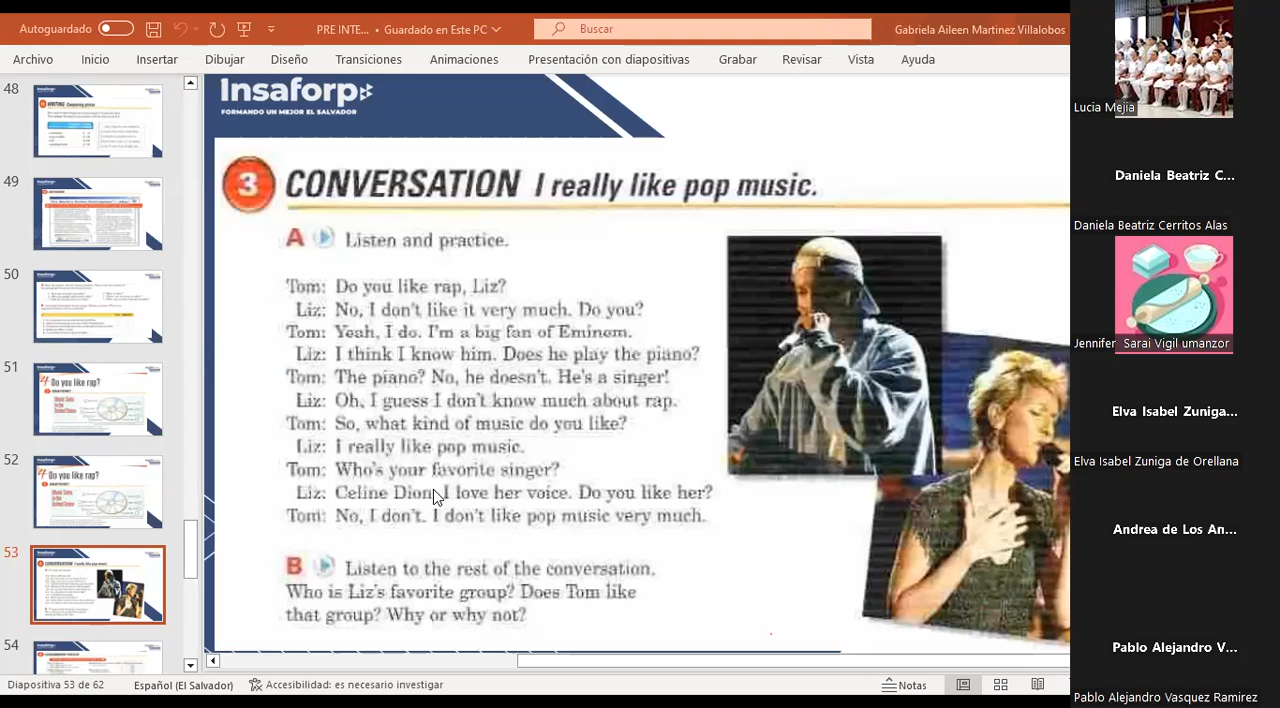 Autoguardado
PRE INTE... • Guardado en Este PC
Buscar
Gabriela Aileen Martinez Villalobos
Archivo Inicio Insertar Dibujar Diseño Transiciones Animaciones Presentación con diapositivas Grabar Revisar Vista Ayuda
48
49
50
51
4 Do you like rap?
52
4 Do you like rap?
53
54
Insaforp
FORMANDO UN MEJOR EL SALVADOR
3 CONVERSATION I really like pop music.
A Listen and practice.
Tom: Do you like rap, Liz?
Liz: No, I don't like it very much. Do you?
Tom: Yeah, I do. I'm a big fan of Eminem.
Liz: I think I know him. Does he play the piano?
Tom: The piano? No, he doesn't. He's a singer!
Liz: Oh, I guess I don't know much about rap.
Tom: So, what kind of music do you like?
Liz: I really like pop music.
Tom: Who's your favorite singer?
Liz: Celine Dion. I love her voice. Do you like her?
Tom: No, I don't. I don't like pop music very much.
B Listen to the rest of the conversation.
Who is Liz's favorite group? Does Tom like
that group? Why or why not?
Diapositiva 53 de 62 Español (El Salvador) Accesibilidad: es necesario investigar Notas
Lucía Mejia
Daniela Beatriz C...
Daniela Beatriz Cerritos Alas
Jennifer Sarai Vigil umanzor
Elva Isabel Zuniga...
Elva Isabel Zuniga de Orellana
Andrea de Los An...
Pablo Alejandro V...
Pablo Alejandro Vasquez Ramirez